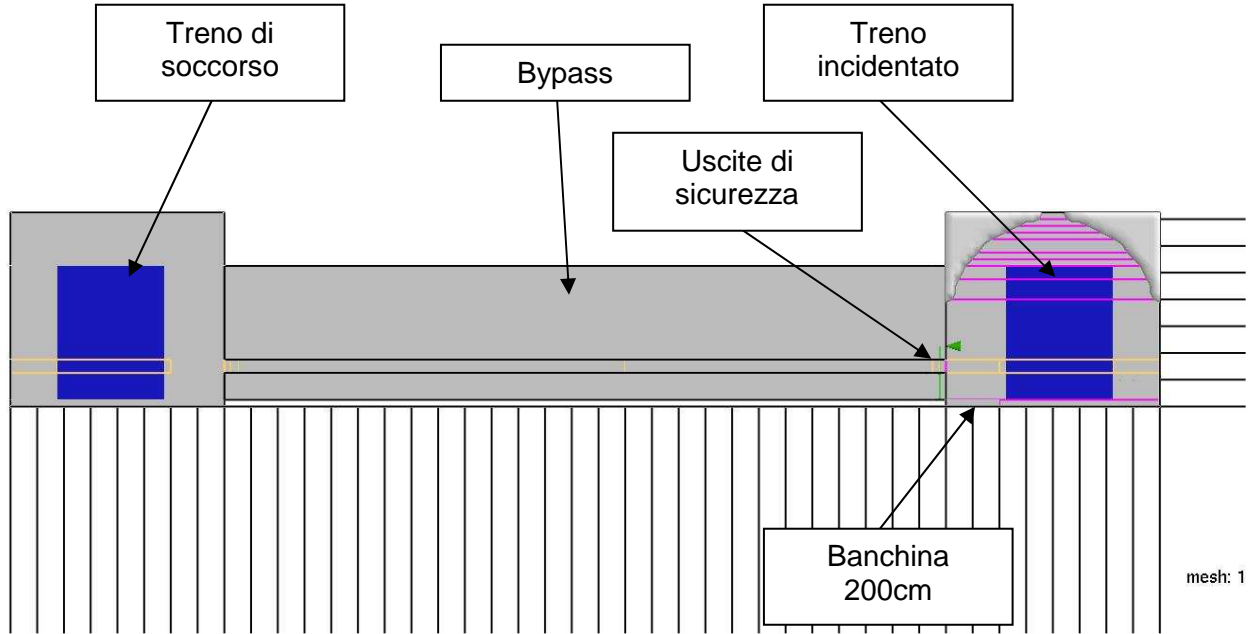 Treno di
soccorso
Bypass
Treno
incidentato
Uscite di
sicurezza
Banchina
200cm
mesh: 1